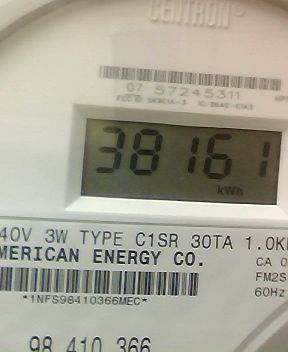 CENTRON®
07 57245311
38161
kWh
40V 3W TYPE C1SR 30TA 1.0K
MERICAN ENERGY CO.
CA 0
FM2S
60Hz
*1NFS98410366MEC*
98 410 366